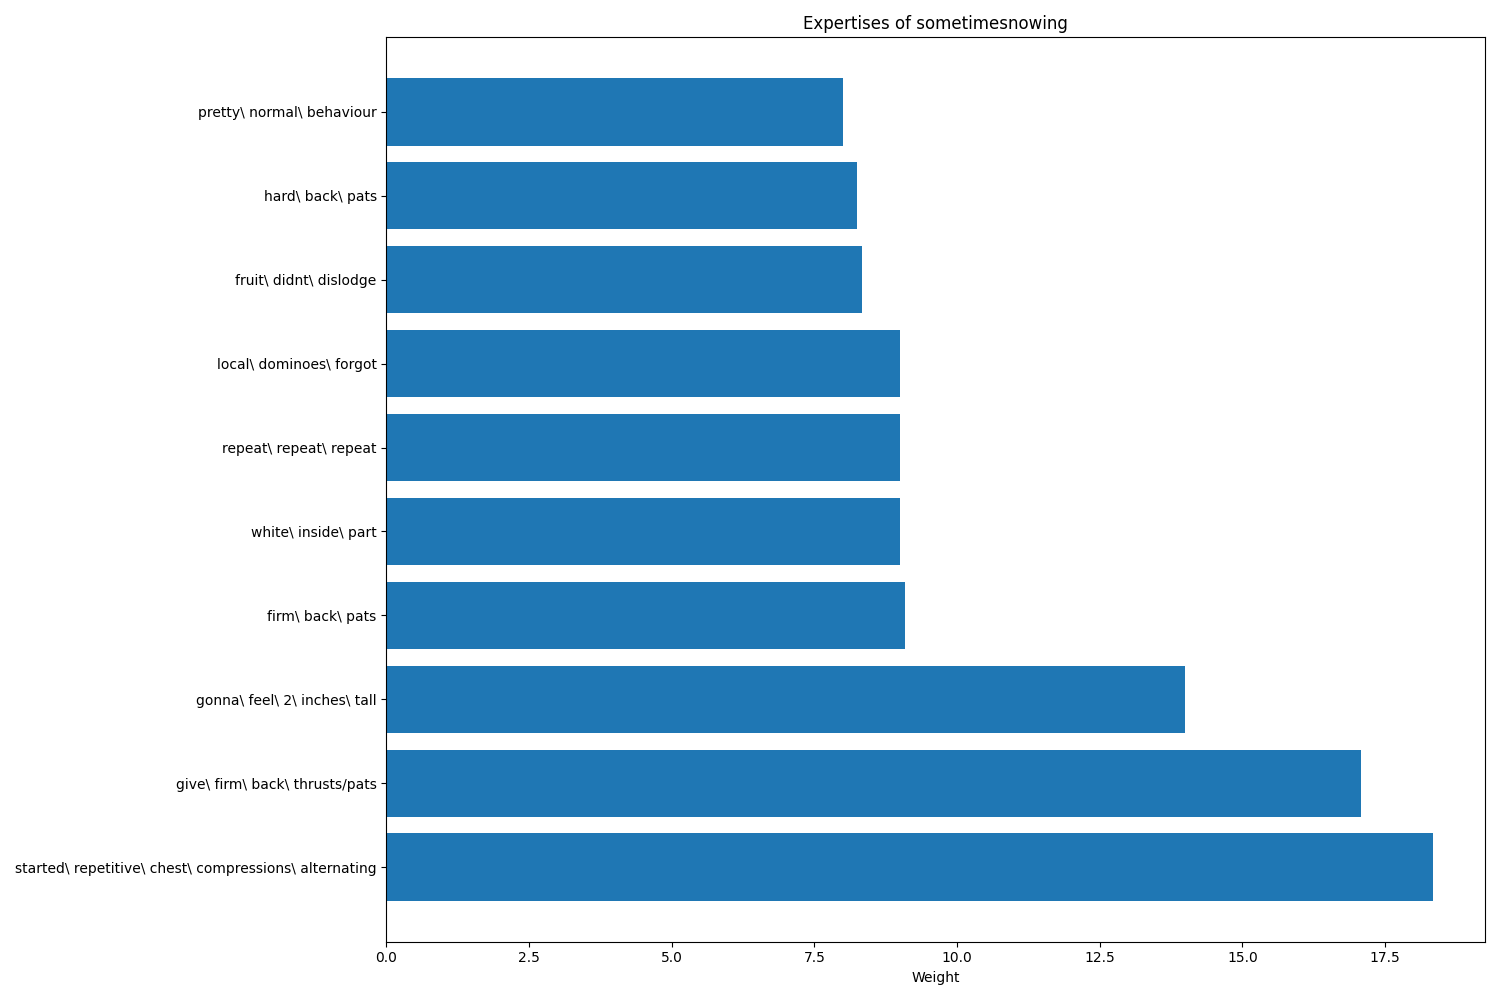 Expertises of sometimesnowing
pretty\ normal\ behaviour
hard\ back\ pats
fruit\ didnt\ dislodge
local\ dominoes\ forgot
repeat\ repeat\ repeat
white\ inside\ part
firm\ back\ pats
gonna\ feel\ 2\ inches\ tall
give\ firm\ back\ thrusts/pats
started\ repetitive\ chest\ compressions\ alternating
0.0 2.5 5.0 7.5 10.0 12.5 15.0 17.5
Weight